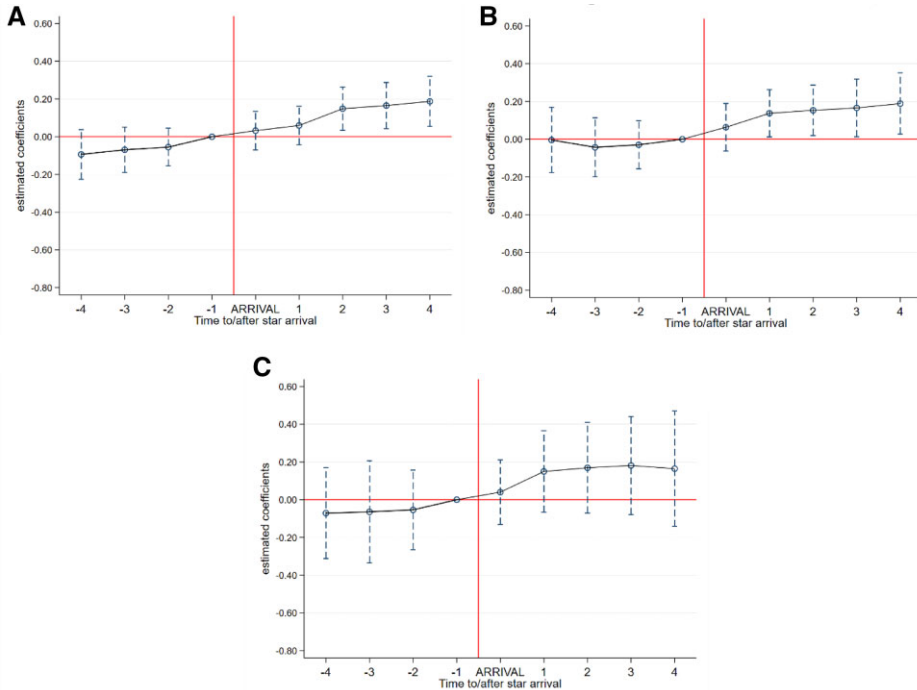 A
0.60
0.40
0.20
0.00
-0.20
-0.40
-0.60
-0.80
estimated coefficients
-4 -3 -2 -1 ARRIVAL 1 2 3 4
Time to/after star arrival
B
0.60
0.40
0.20
0.00
-0.20
-0.40
-0.60
-0.80
estimated coefficients
-4 -3 -2 -1 ARRIVAL 1 2 3 4
Time to/after star arrival
C
0.60
0.40
0.20
0.00
-0.20
-0.40
-0.60
-0.80
estimated coefficients
-4 -3 -2 -1 ARRIVAL 1 2 3 4
Time to/after star arrival